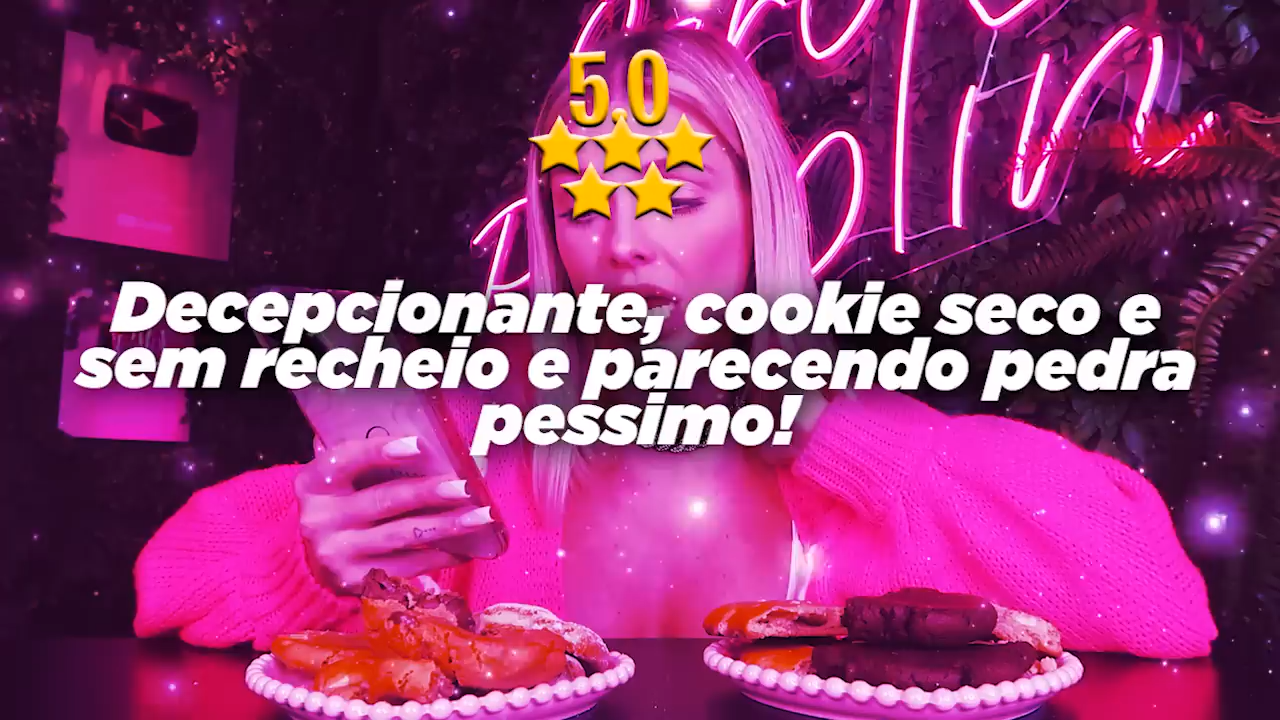 5.0
Decepcionante, cookie seco e
sem recheio e parecendo pedra
pessimo!